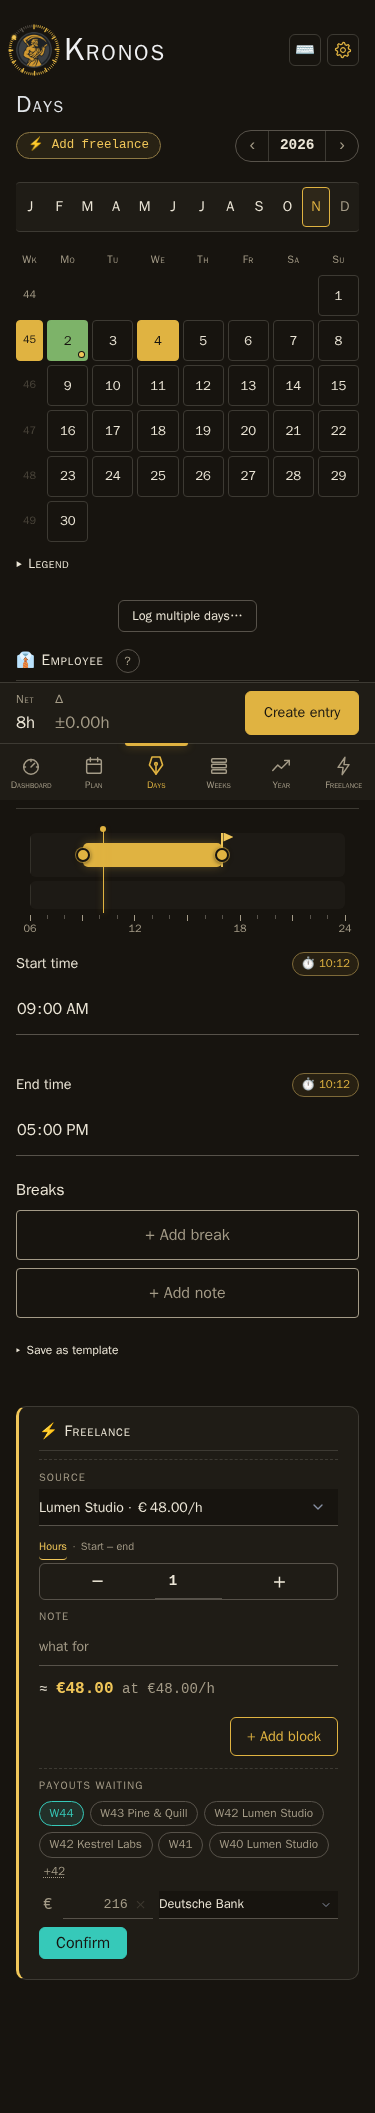 Kronos
Days
⚡ Add freelance
‹ 2026 ›
J F M A M J J A S O N D
Wk Mo Tu We Th Fr Sa Su
44 1
45 2 3 4 5 6 7 8
46 9 10 11 12 13 14 15
47 16 17 18 19 20 21 22
48 23 24 25 26 27 28 29
49 30
▸ Legend
Log multiple days···
👔 Employee ?
Net Δ
8h ±0.00h
Create entry
Dashboard Plan Days Weeks Year Freelance
06 12 18 24
Start time ⏱ 10:12
09:00 AM
End time ⏱ 10:12
05:00 PM
Breaks
+ Add break
+ Add note
▸ Save as template
⚡ Freelance
SOURCE
Lumen Studio · € 48.00/h
Hours · Start – end
− 1 +
NOTE
what for
≈ €48.00 at €48.00/h
+ Add block
PAYOUTS WAITING
W44 W43 Pine & Quill W42 Lumen Studio
W42 Kestrel Labs W41 W40 Lumen Studio
+42
€ 216 × Deutsche Bank
Confirm